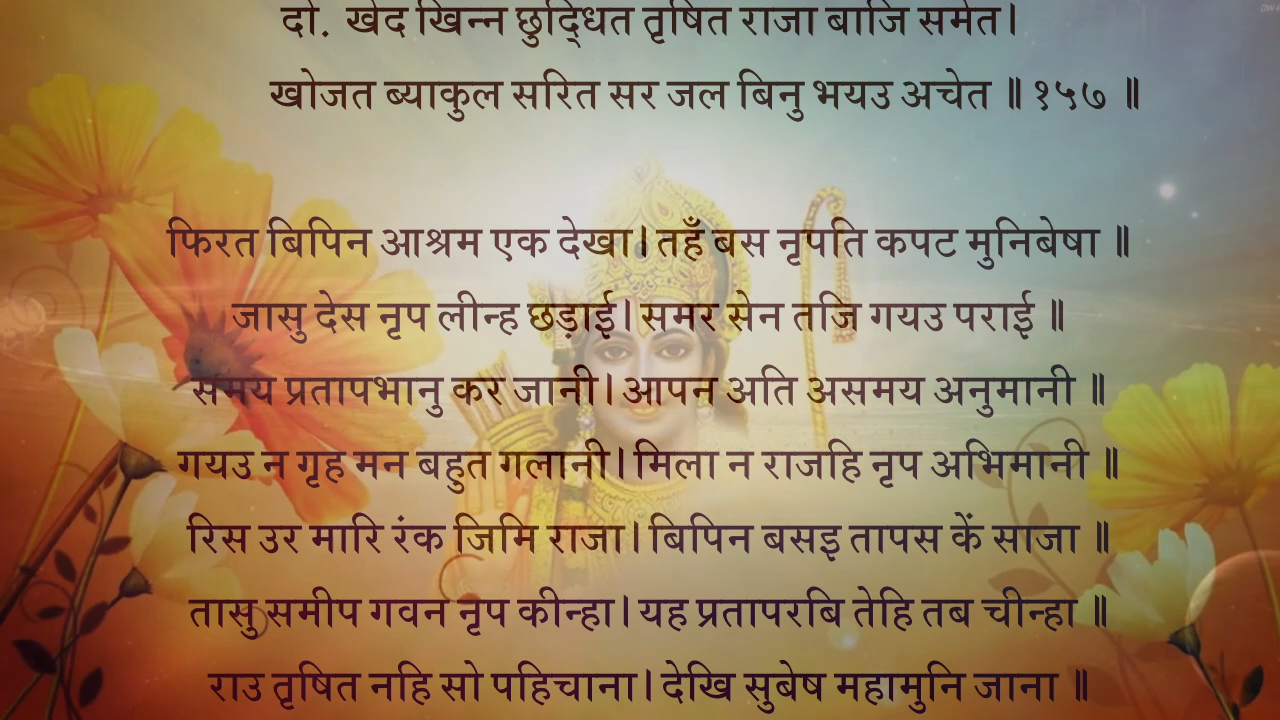 दो. खेद खिन्न छुद्धित तृषित राजा बाजि समेत।
खोजत ब्याकुल सरित सर जल बिनु भयउ अचेत ॥ १५७ ॥
फिरत बिपिन आश्रम एक देखा। तहँ बस नृपति कपट मुनिबेषा ॥
जासु देस नृप लीन्ह छड़ाई। समर सेन तजि गयउ पराई ॥
समय प्रतापभानु कर जानी। आपन अति असमय अनुमानी ॥
गयउ न गृह मन बहुत गलानी। मिला न राजहि नृप अभिमानी ॥
रिस उर मारि रंक जिमि राजा। बिपिन बसइ तापस कें साजा ॥
तासु समीप गवन नृप कीन्हा। यह प्रतापरबि तेहि तब चीन्हा ॥
राउ तृषित नहि सो पहिचाना। देखि सुबेष महामुनि जाना ॥